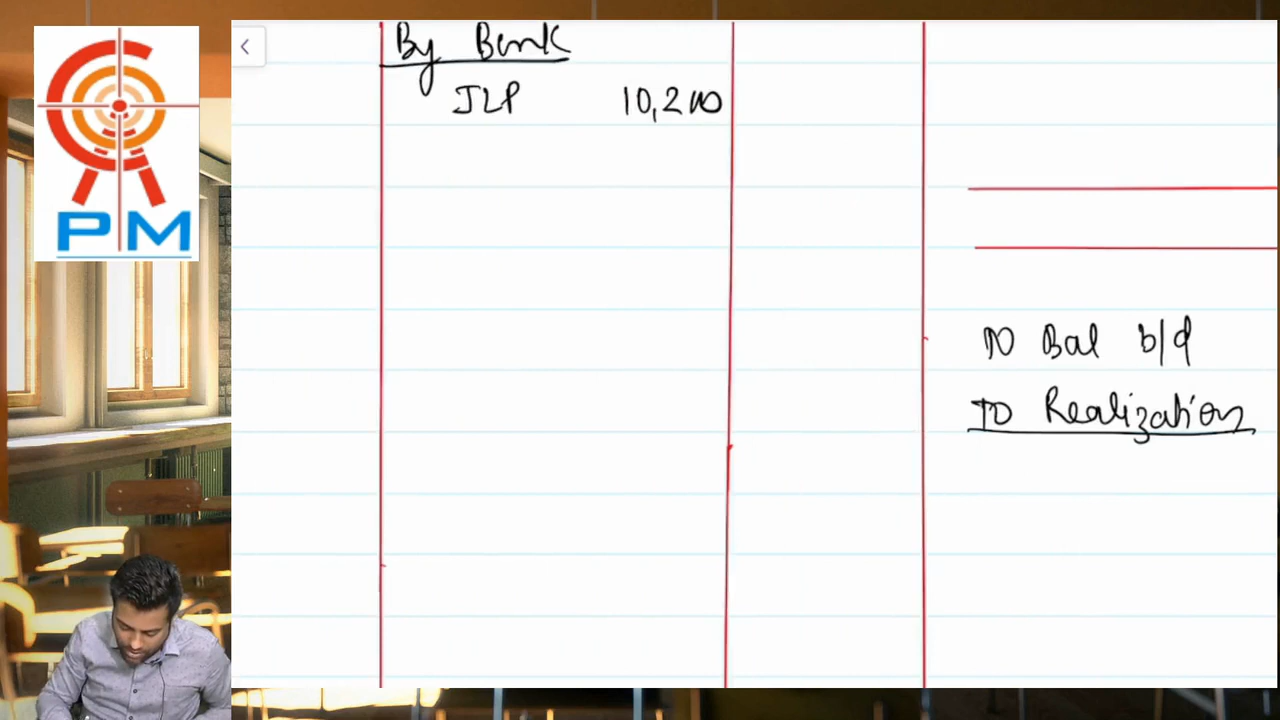 By Bank
JLP 10,200
To Bal b/d
To Realization
PM